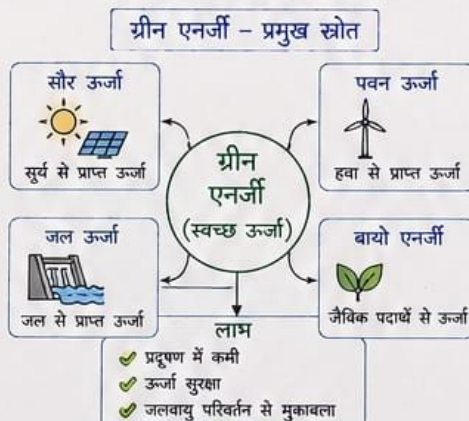 ग्रीन एनर्जी – प्रमुख स्रोत
सौर ऊर्जा
सूर्य से प्राप्त ऊर्जा
पवन ऊर्जा
हवा से प्राप्त ऊर्जा
ग्रीन
एनर्जी
(स्वच्छ ऊर्जा)
जल ऊर्जा
जल से प्राप्त ऊर्जा
बायो एनर्जी
जैविक पदार्थे से ऊर्जा
लाभ
प्रदूषण में कमी
ऊर्जा सुरक्षा
जलवायु परिवर्तन से मुकाबला